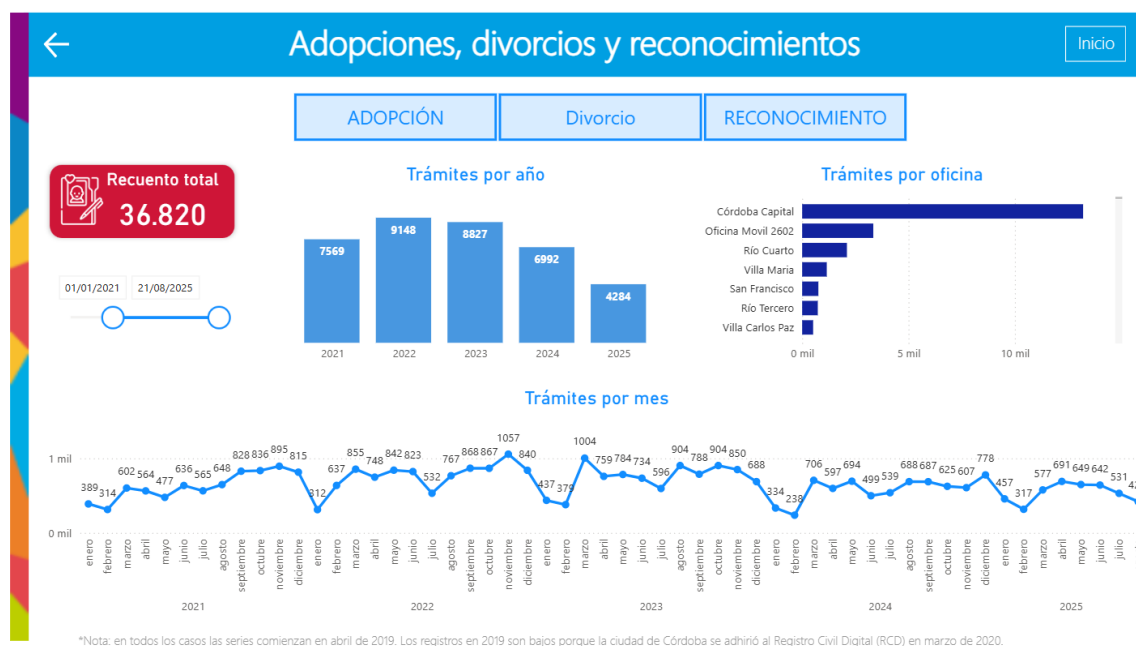 Adopciones, divorcios y reconocimientos
Inicio
ADOPCIÓN
Divorcio
RECONOCIMIENTO
Recuento total
36.820
01/01/2021
21/08/2025
Trámites por año
7569
9148
8827
6992
4284
2021
2022
2023
2024
2025
Trámites por oficina
Córdoba Capital
Oficina Movil 2602
Río Cuarto
Villa Maria
San Francisco
Río Tercero
Villa Carlos Paz
0 mil
5 mil
10 mil
Trámites por mes
1 mil
0 mil
389
314
602
564
477
636
565
648
828
836
895
815
312
637
855
748
842
823
532
767
868
867
1057
840
437
379
1004
759
784
734
596
904
788
904
850
688
334
238
706
597
694
499
539
688
687
625
607
778
457
317
577
691
649
642
531
enero
febrero
marzo
abril
mayo
junio
julio
agosto
septiembre
octubre
noviembre
diciembre
enero
febrero
marzo
abril
mayo
junio
julio
agosto
septiembre
octubre
noviembre
diciembre
enero
febrero
marzo
abril
mayo
junio
julio
agosto
septiembre
octubre
noviembre
diciembre
enero
febrero
marzo
abril
mayo
junio
julio
agosto
septiembre
octubre
noviembre
diciembre
enero
febrero
marzo
abril
mayo
junio
julio
2021
2022
2023
2024
2025
*Nota: en todos los casos las series comienzan en abril de 2019. Los registros en 2019 son bajos porque la ciudad de Córdoba se adhirió al Registro Civil Digital (RCD) en marzo de 2020.